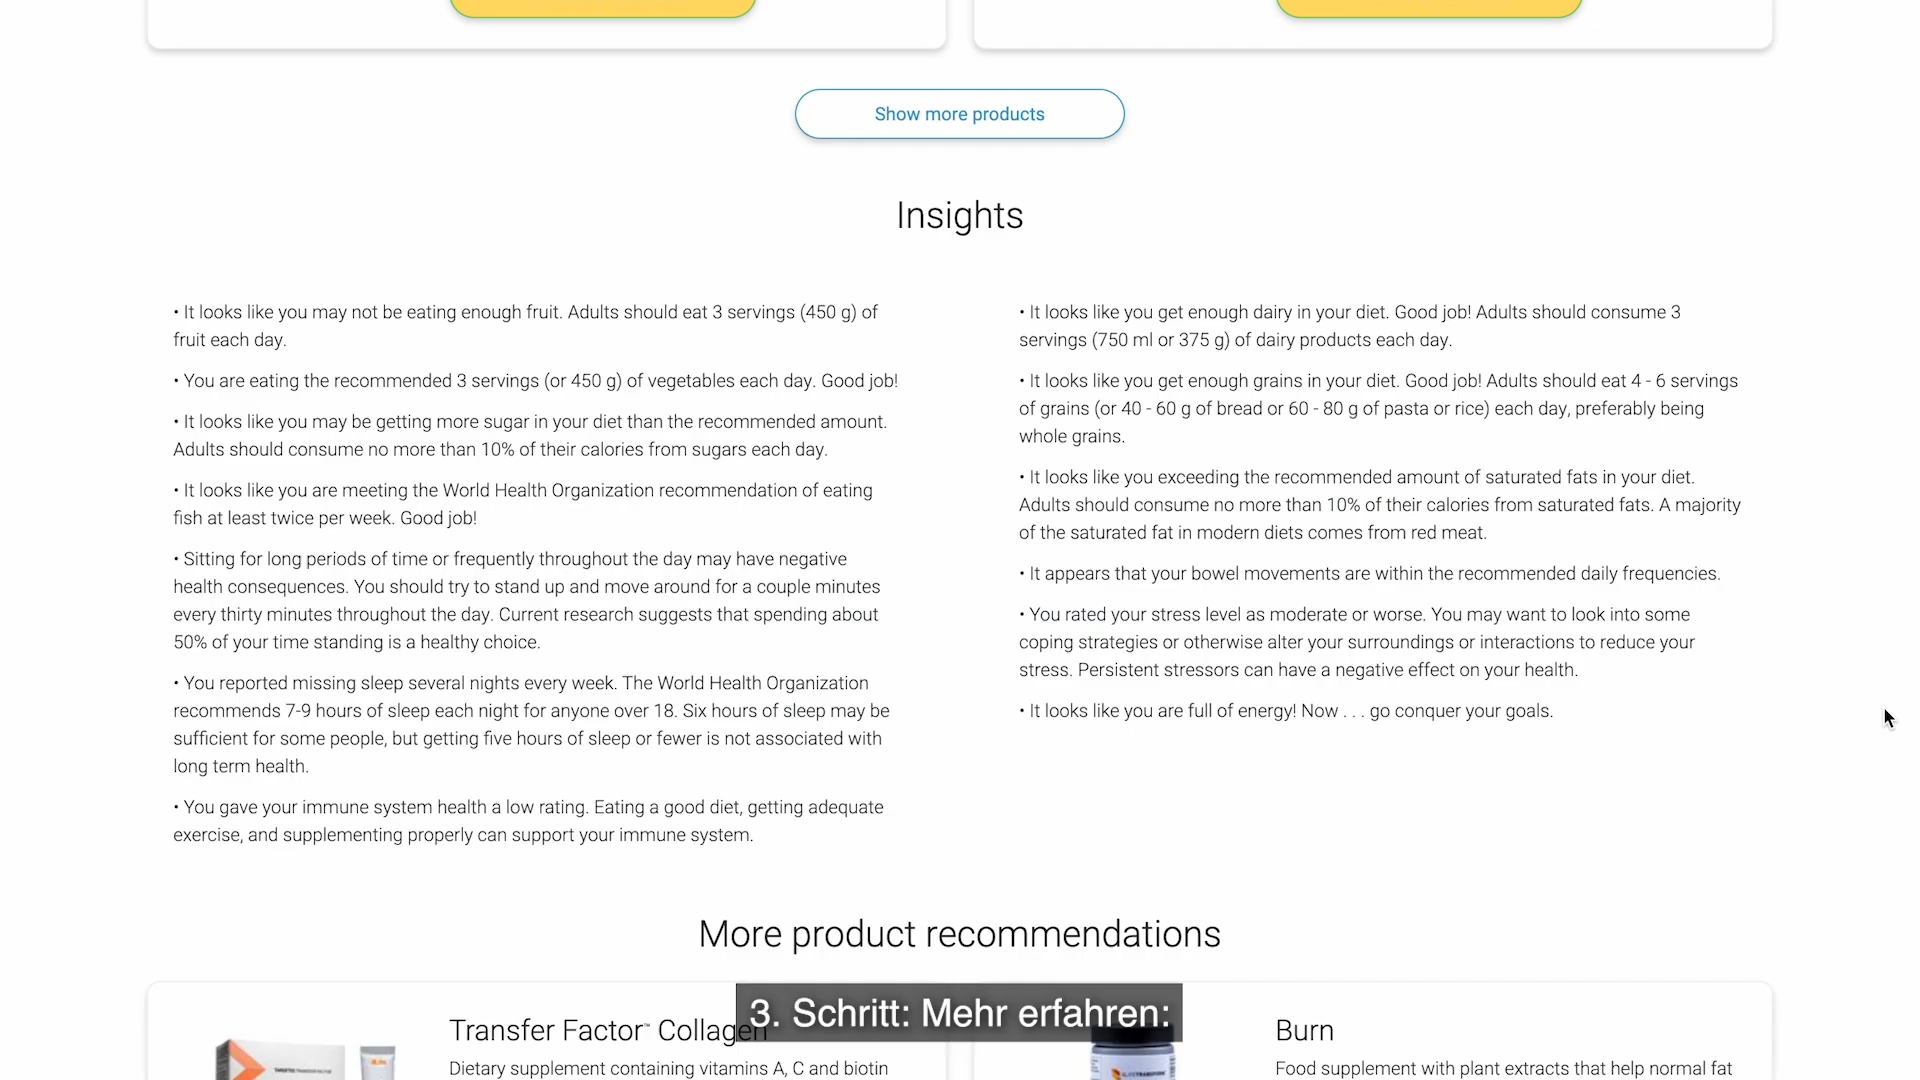 Show more products
Insights
• It looks like you may not be eating enough fruit. Adults should eat 3 servings (450 g) of
fruit each day.
• You are eating the recommended 3 servings (or 450 g) of vegetables each day. Good job!
• It looks like you may be getting more sugar in your diet than the recommended amount.
Adults should consume no more than 10% of their calories from sugars each day.
• It looks like you are meeting the World Health Organization recommendation of eating
fish at least twice per week. Good job!
• Sitting for long periods of time or frequently throughout the day may have negative
health consequences. You should try to stand up and move around for a couple minutes
every thirty minutes throughout the day. Current research suggests that spending about
50% of your time standing is a healthy choice.
• You reported missing sleep several nights every week. The World Health Organization
recommends 7-9 hours of sleep each night for anyone over 18. Six hours of sleep may be
sufficient for some people, but getting five hours of sleep or fewer is not associated with
long term health.
• You gave your immune system health a low rating. Eating a good diet, getting adequate
exercise, and supplementing properly can support your immune system.
• It looks like you get enough dairy in your diet. Good job! Adults should consume 3
servings (750 ml or 375 g) of dairy products each day.
• It looks like you get enough grains in your diet. Good job! Adults should eat 4 - 6 servings
of grains (or 40 - 60 g of bread or 60 - 80 g of pasta or rice) each day, preferably being
whole grains.
• It looks like you exceeding the recommended amount of saturated fats in your diet.
Adults should consume no more than 10% of their calories from saturated fats. A majority
of the saturated fat in modern diets comes from red meat.
• It appears that your bowel movements are within the recommended daily frequencies.
• You rated your stress level as moderate or worse. You may want to look into some
coping strategies or otherwise alter your surroundings or interactions to reduce your
stress. Persistent stressors can have a negative effect on your health.
• It looks like you are full of energy! Now . . . go conquer your goals.
More product recommendations
Transfer Factor™ Collagen
Dietary supplement containing vitamins A, C and biotin
Burn
Food supplement with plant extracts that help normal fat
3. Schritt: Mehr erfahren: